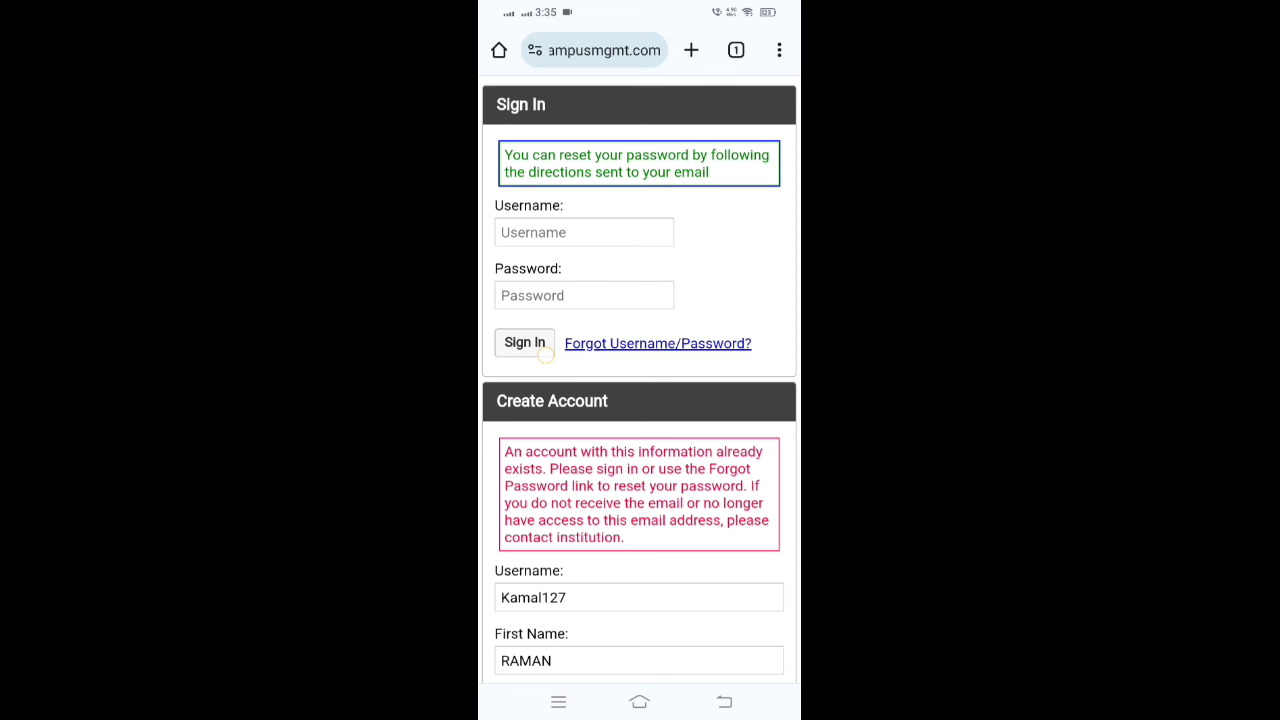 3:35
ampusmgmt.com
1
Sign In
You can reset your password by following
the directions sent to your email
Username:
Username
Password:
Password
Sign In Forgot Username/Password?
Create Account
An account with this information already
exists. Please sign in or use the Forgot
Password link to reset your password. If
you do not receive the email or no longer
have access to this email address, please
contact institution.
Username:
Kamal127
First Name:
RAMAN